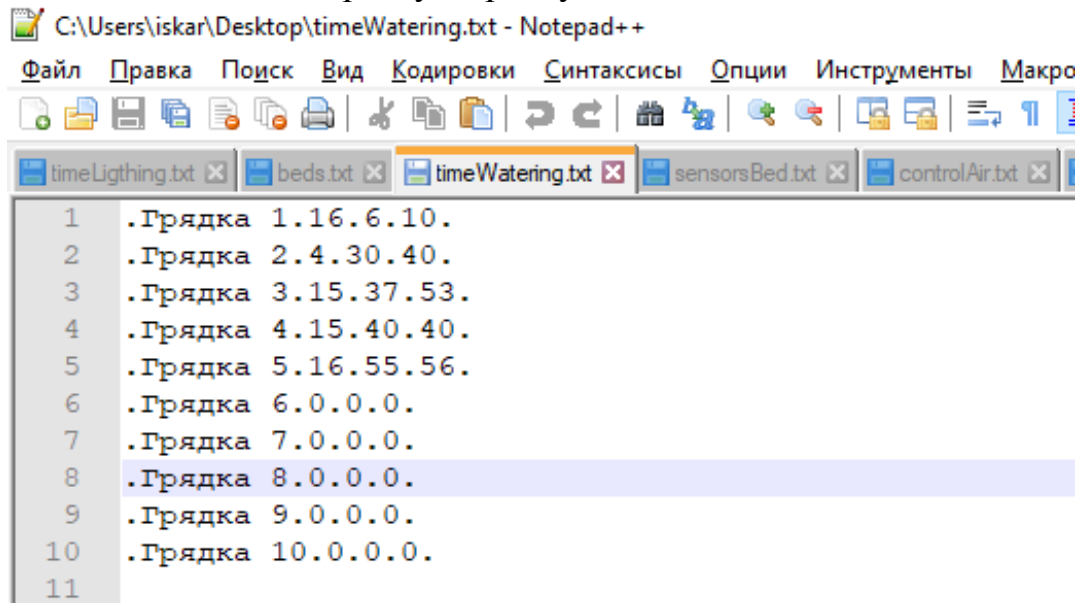 C:\Users\iskar\Desktop\timeWatering.txt - Notepad++
Файл Правка Поиск Вид Кодировки Синтаксисы Опции Инструменты Макро
timeLigthing.txt beds.txt timeWatering.txt sensorsBed.txt controlAir.txt
1 .Грядка 1.16.6.10.
2 .Грядка 2.4.30.40.
3 .Грядка 3.15.37.53.
4 .Грядка 4.15.40.40.
5 .Грядка 5.16.55.56.
6 .Грядка 6.0.0.0.
7 .Грядка 7.0.0.0.
8 .Грядка 8.0.0.0.
9 .Грядка 9.0.0.0.
10 .Грядка 10.0.0.0.
11